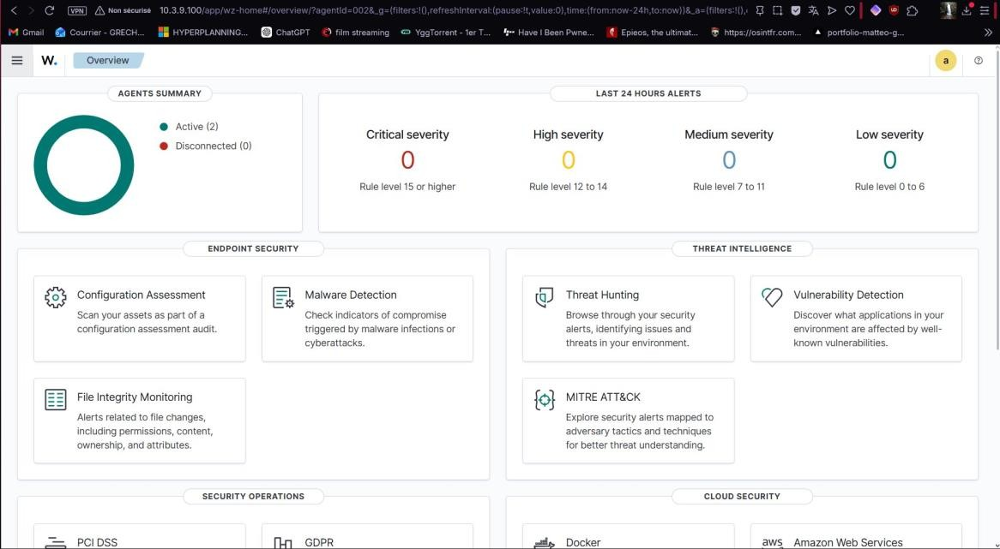 VPN Non sécurisé 10.3.9.100/app/wz-home#/overview/?agentId=002&_g=(filters:!(),refreshInterval:(pause:!t,value:0),time:(from:now-24h,to:now))&_a=(filters:!(),
Gmail Courrier - GRECH... HYPERPLANNING... ChatGPT film streaming YggTorrent - 1er T... Have I Been Pwne... Epieos, the ultimat... https://osintfr.com... portfolio-matteo-g...
W. Overview a
AGENTS SUMMARY
Active (2)
Disconnected (0)
LAST 24 HOURS ALERTS
Critical severity High severity Medium severity Low severity
0 0 0 0
Rule level 15 or higher Rule level 12 to 14 Rule level 7 to 11 Rule level 0 to 6
ENDPOINT SECURITY
Configuration Assessment
Scan your assets as part of a
configuration assessment audit.
Malware Detection
Check indicators of compromise
triggered by malware infections or
cyberattacks.
File Integrity Monitoring
Alerts related to file changes,
including permissions, content,
ownership, and attributes.
THREAT INTELLIGENCE
Threat Hunting
Browse through your security
alerts, identifying issues and
threats in your environment.
Vulnerability Detection
Discover what applications in your
environment are affected by well-
known vulnerabilities.
MITRE ATT&CK
Explore security alerts mapped to
adversary tactics and techniques
for better threat understanding.
SECURITY OPERATIONS
PCI DSS
GDPR
CLOUD SECURITY
Docker
aws Amazon Web Services